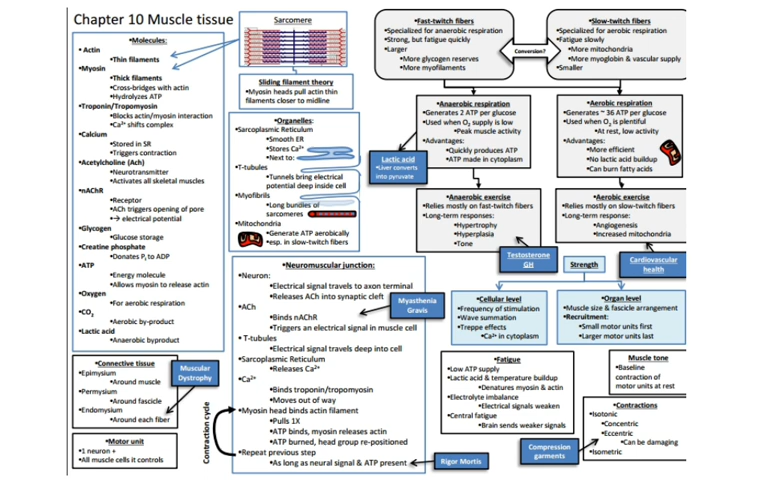 Chapter 10 Muscle tissue
•Molecules:
• Actin
•Thin filaments
•Myosin
•Thick filaments
•Cross-bridges with actin
•Hydrolyzes ATP
•Troponin/Tropomyosin
•Blocks actin/myosin interaction
•Ca²⁺ shifts complex
•Calcium
•Stored in SR
•Triggers contraction
•Acetylcholine (Ach)
•Neurotransmitter
•Activates all skeletal muscles
•nAChR
•Receptor
•ACh triggers opening of pore
•→ electrical potential
•Glycogen
•Glucose storage
•Creatine phosphate
•Donates Pᵢ to ADP
•ATP
•Energy molecule
•Allows myosin to release actin
•Oxygen
•For aerobic respiration
•CO₂
•Aerobic by-product
•Lactic acid
•Anaerobic byproduct
•Connective tissue
•Epimysium
•Around muscle
•Permysium
•Around fascicle
•Endomysium
•Around each fiber
Muscular
Dystrophy
•Motor unit
•1 neuron +
•All muscle cells it controls
Sarcomere
Sliding filament theory
•Myosin heads pull actin thin
filaments closer to midline
•Organelles:
•Sarcoplasmic Reticulum
•Smooth ER
•Stores Ca²⁺
•Next to:
•T-tubules
•Tunnels bring electrical
potential deep inside cell
•Myofibrils
•Long bundles of
sarcomeres
•Mitochondria
•Generate ATP aerobically
•esp. in slow-twitch fibers
•Neuromuscular junction:
•Neuron:
•Electrical signal travels to axon terminal
•Releases ACh into synaptic cleft
•ACh
•Binds nAChR
•Triggers an electrical signal in muscle cell
• T-tubules
•Electrical signal travels deep into cell
•Sarcoplasmic Reticulum
•Releases Ca²⁺
•Ca²⁺
•Binds troponin/tropomyosin
•Moves out of way
•Myosin head binds actin filament
•Pulls 1X
•ATP binds, myosin releases actin
•ATP burned, head group re-positioned
•Repeat previous step
•As long as neural signal & ATP present
Contraction cycle
Myasthenia
Gravis
Rigor Mortis
•Fast-twitch fibers
•Specialized for anaerobic respiration
•Strong, but fatigue quickly
•Larger
•More glycogen reserves
•More myofilaments
Conversion?
•Slow-twitch fibers
•Specialized for aerobic respiration
•Fatigue slowly
•More mitochondria
•More myoglobin & vascular supply
•Smaller
Anaerobic respiration
•Generates 2 ATP per glucose
•Used when O₂ supply is low
•Peak muscle activity
•Advantages:
•Quickly produces ATP
•ATP made in cytoplasm
Lactic acid
•Liver converts
into pyruvate
Aerobic respiration
•Generates ~ 36 ATP per glucose
•Used when O₂ is plentiful
•At rest, low activity
•Advantages:
•More efficient
•No lactic acid buildup
•Can burn fatty acids
•Anaerobic exercise
•Relies mostly on fast-twitch fibers
•Long-term responses:
•Hypertrophy
•Hyperplasia
•Tone
Testosterone
GH
•Aerobic exercise
•Relies mostly on slow-twitch fibers
•Long-term response:
•Angiogenesis
•Increased mitochondria
Cardiovascular
health
Strength
•Cellular level
•Frequency of stimulation
•Wave summation
•Treppe effects
•Ca²⁺ in cytoplasm
•Organ level
•Muscle size & fascicle arrangement
•Recruitment:
•Small motor units first
•Larger motor units last
•Fatigue
•Low ATP supply
•Lactic acid & temperature buildup
•Denatures myosin & actin
•Electrolyte imbalance
•Electrical signals weaken
•Central fatigue
•Brain sends weaker signals
Muscle tone
•Baseline
contraction of
motor units at rest
•Contractions
•Isotonic
•Concentric
•Eccentric
•Can be damaging
•Isometric
Compression
garments